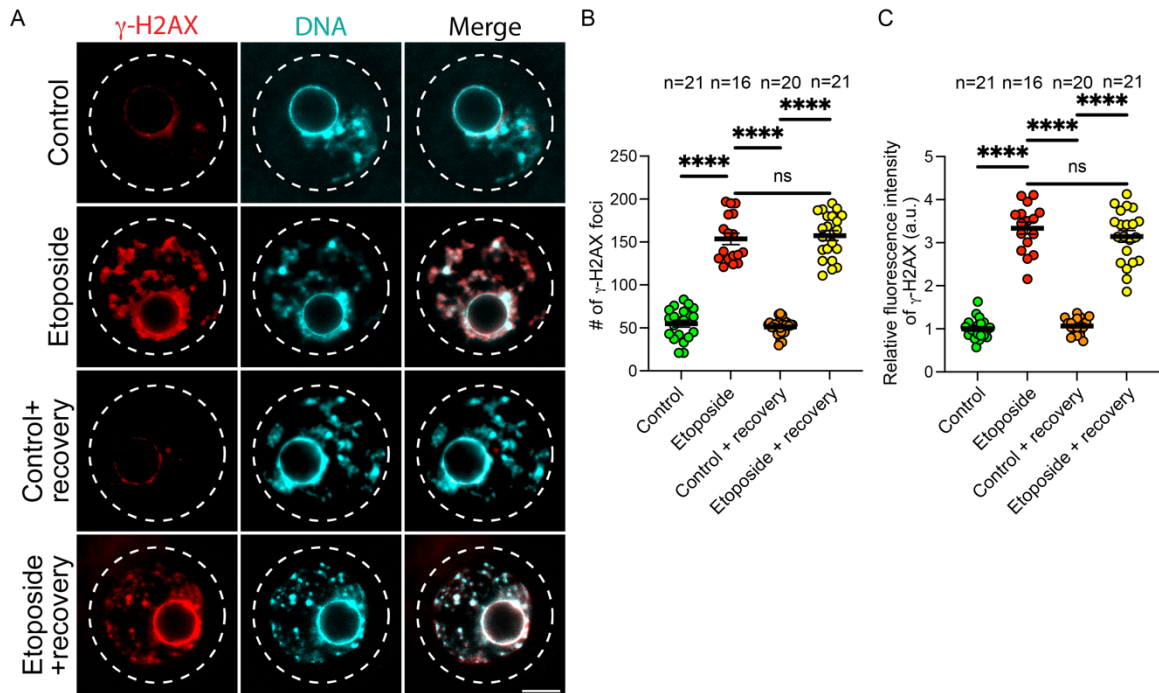 A
γ-H2AX
DNA
Merge
Control
Etoposide
Control+
recovery
Etoposide
+recovery
B
n=21 n=16 n=20 n=21
****
****
****
ns
# of γ-H2AX foci
250
200
150
100
50
0
Control
Etoposide
Control + recovery
Etoposide + recovery
C
n=21 n=16 n=20 n=21
****
****
****
ns
Relative fluorescence intensity
of γ-H2AX (a.u.)
5
4
3
2
1
0
Control
Etoposide
Control + recovery
Etoposide + recovery